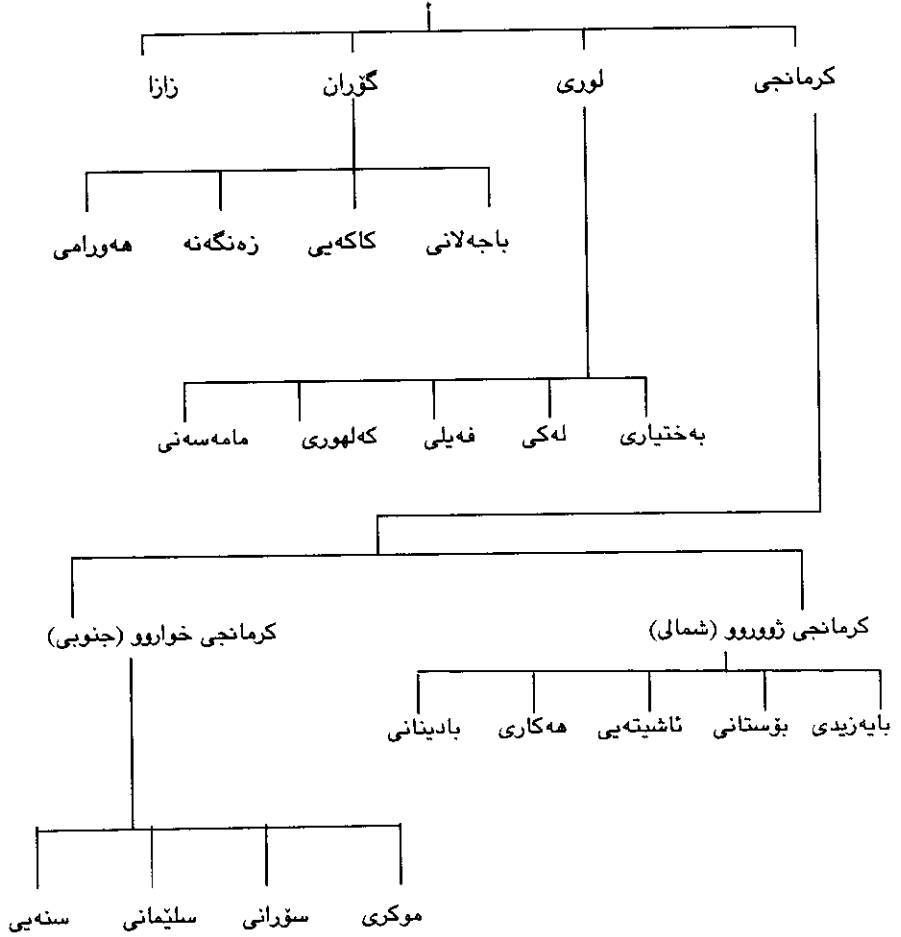 کرمانجی لوری گۆران زازا
باجەلانی کاکەیی زەنگەنە هەورامی
بەختیاری لەکی فەیلی کەلهوری مامەسەنی
کرمانجی ژووروو (شمالی) کرمانجی خواروو (جنوبی)
بایەزیدی بۆستانی ئاشیتەیی هەکاری بادینانی
موکری سۆرانی سلێمانی سنەیی